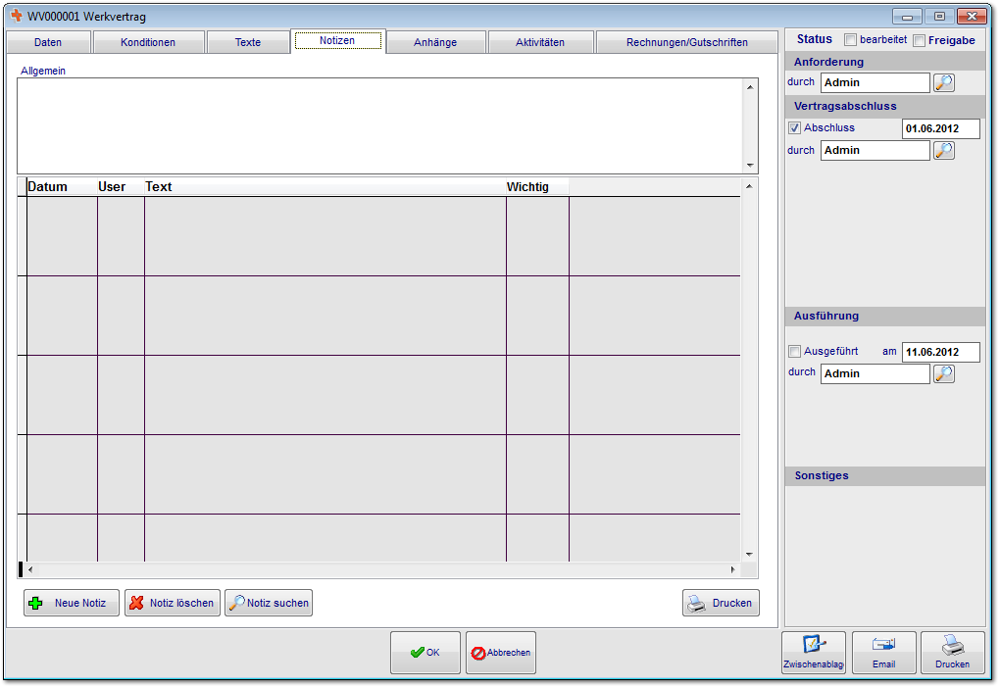 WV000001 Werkvertrag
Daten Konditionen Texte Notizen Anhänge Aktivitäten Rechnungen/Gutschriften
Allgemein
Datum User Text Wichtig
Neue Notiz Notiz löschen Notiz suchen Drucken
OK Abbrechen
Status bearbeitet Freigabe
Anforderung
durch Admin
Vertragsabschluss
Abschluss 01.06.2012
durch Admin
Ausführung
Ausgeführt am 11.06.2012
durch Admin
Sonstiges
Zwischenablag Email Drucken